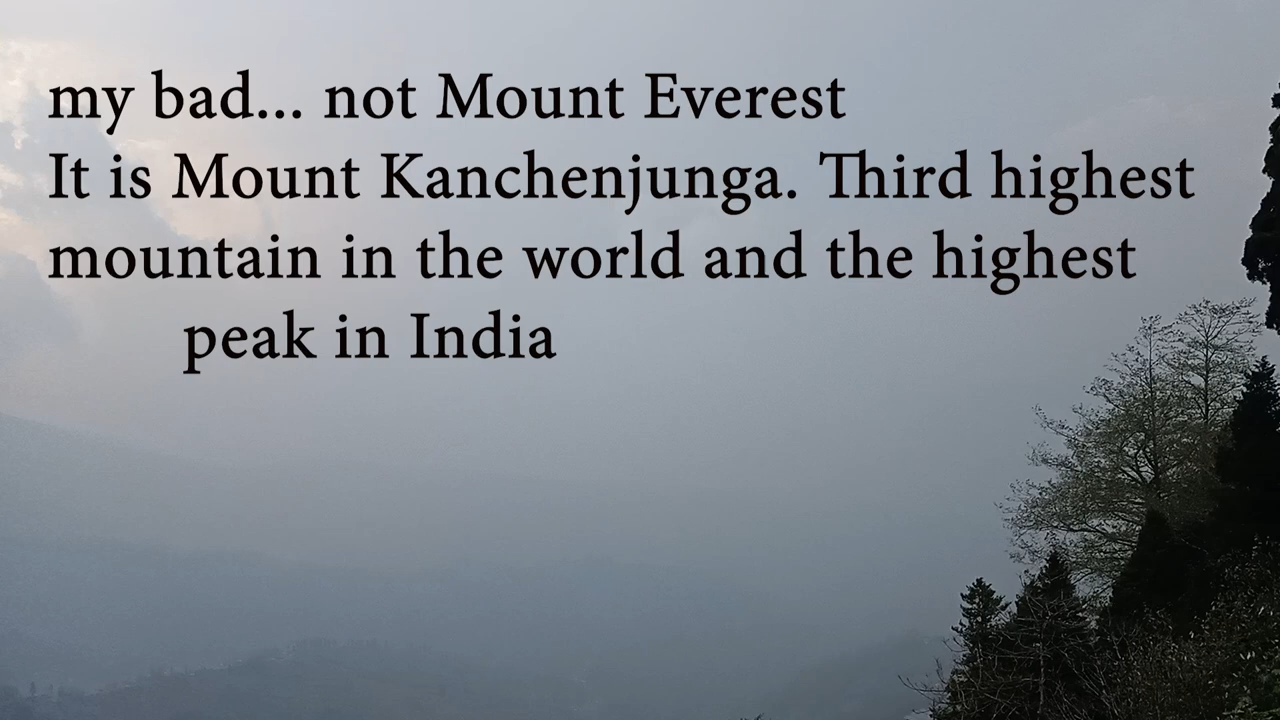 my bad... not Mount Everest
It is Mount Kanchenjunga. Third highest
mountain in the world and the highest
peak in India